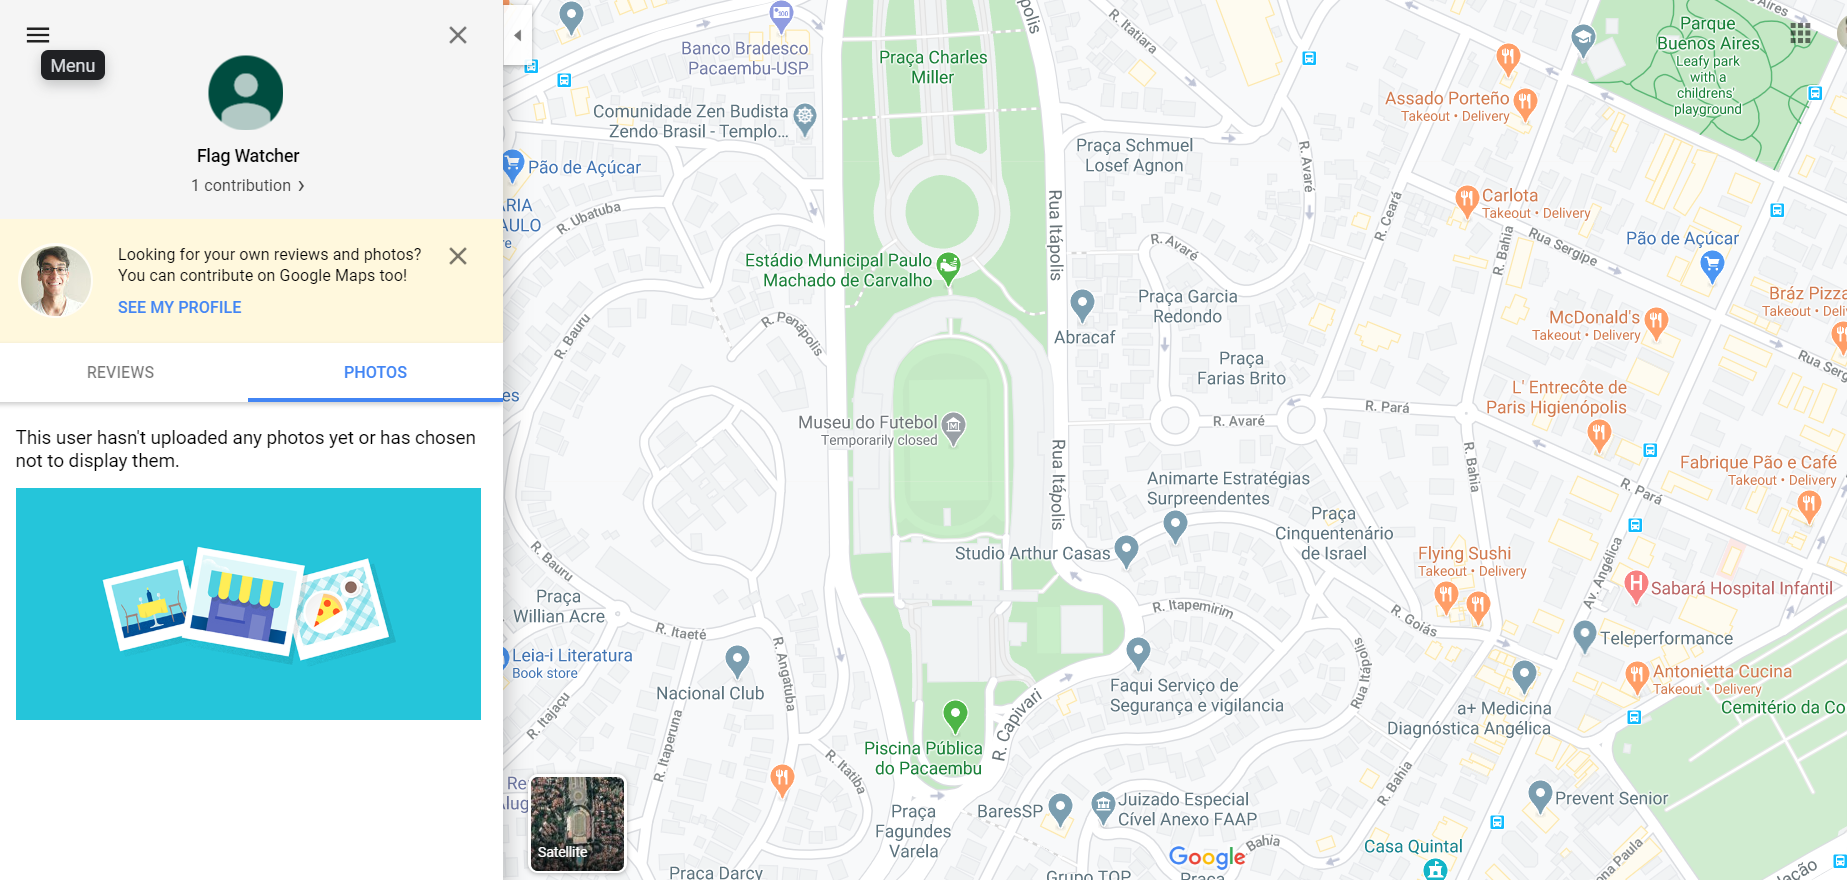 Menu
Flag Watcher
1 contribution
Looking for your own reviews and photos?
You can contribute on Google Maps too!
SEE MY PROFILE
REVIEWS
PHOTOS
This user hasn't uploaded any photos yet or has chosen
not to display them.
Satellite
Banco Bradesco
Pacaembu-USP
Praça Charles
Miller
R. Itatiara
Parque
Buenos Aires
Leafy park
with a
childrens'
playground
Comunidade Zen Budista
Zendo Brasil - Templo...
Assado Porteño
Takeout • Delivery
Pão de Açúcar
Praça Schmuel
Losef Agnon
R. Avaré
R. Ubatuba
Rua Itápolis
R. Ceará
Carlota
Takeout • Delivery
R. Bahia
Rua Sergipe
Pão de Açúcar
R. Avaré
Estádio Municipal Paulo
Machado de Carvalho
Praça Garcia
Redondo
Abracaf
R. Bauru
R. Penápolis
McDonald's
Takeout • Delivery
Bráz Pizza
Praça
Farias Brito
Rua Serg
L' Entrecôte de
Paris Higienópolis
R. Pará
R. Avaré
Museu do Futebol
Temporarily closed
Rua Itápolis
R. Bahia
Fabrique Pão e Café
Takeout • Delivery
R. Pará
Animarte Estratégias
Surpreendentes
Praça
Cinquentenário
de Israel
Studio Arthur Casas
Flying Sushi
Takeout • Delivery
Av. Angélica
R. Bauru
Sabará Hospital Infantil
Praça
Willian Acre
R. Itapemirim
R. Goiás
R. Itaeté
Teleperformance
Leia-i Literatura
Book store
R. Angatuba
Rua Itápolis
Nacional Club
Faqui Serviço de
Segurança e vigilancia
Antonietta Cucina
Takeout • Delivery
a+ Medicina
Diagnóstica Angélica
Cemitério da Co
R. Itajaçu
R. Itaperuna
R. Capivari
Piscina Pública
do Pacaembu
R. Itatiba
R. Bahia
Praça
Fagundes
Varela
BaresSP
Juizado Especial
Cível Anexo FAAP
Prevent Senior
Google
Bahia
Casa Quintal
Praça Darcy
Grupo TOP
Praça